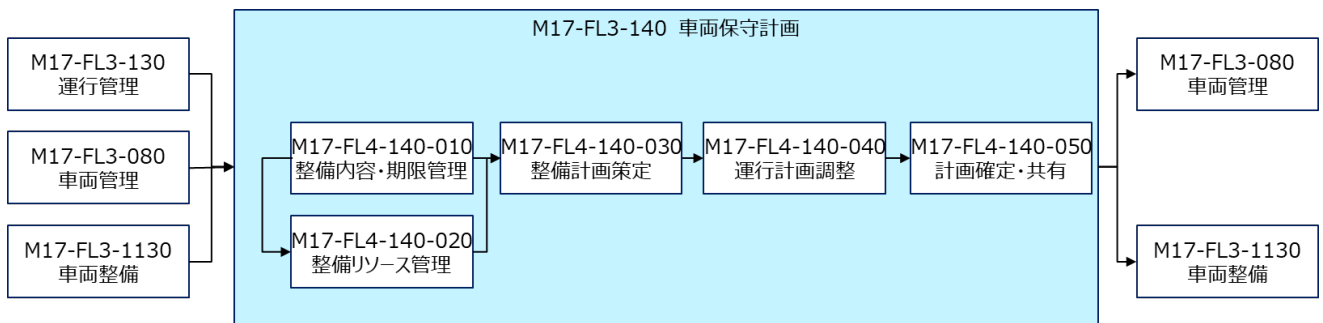 M17-FL3-140 車両保守計画
M17-FL3-130
運行管理
M17-FL3-080
車両管理
M17-FL3-1130
車両整備
M17-FL4-140-010
整備内容・期限管理
M17-FL4-140-020
整備リソース管理
M17-FL4-140-030
整備計画策定
M17-FL4-140-040
運行計画調整
M17-FL4-140-050
計画確定・共有
M17-FL3-080
車両管理
M17-FL3-1130
車両整備